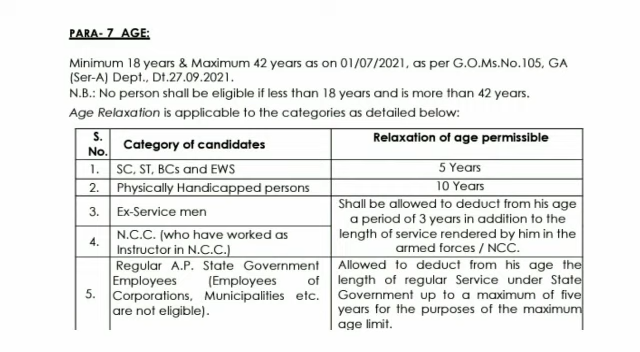 PARA- 7 AGE:
Minimum 18 years & Maximum 42 years as on 01/07/2021, as per G.O.Ms.No.105, GA
(Ser-A) Dept., Dt.27.09.2021.
N.B.: No person shall be eligible if less than 18 years and is more than 42 years.
Age Relaxation is applicable to the categories as detailed below:
S. No. Category of candidates Relaxation of age permissible
1. SC, ST, BCs and EWS 5 Years
2. Physically Handicapped persons 10 Years
3. Ex-Service men
4. N.C.C. (who have worked as
Instructor in N.C.C.)
Shall be allowed to deduct from his age
a period of 3 years in addition to the
length of service rendered by him in the
armed forces / NCC.
5. Regular A.P. State Government
Employees (Employees of
Corporations, Municipalities etc.
are not eligible).
Allowed to deduct from his age the
length of regular Service under State
Government up to a maximum of five
years for the purposes of the maximum
age limit.